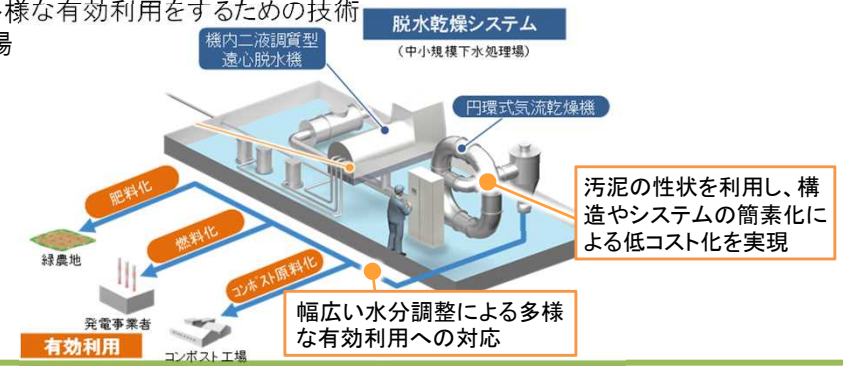 様な有効利用をするための技術
場
脱水乾燥システム
(中小規模下水処理場)
機内二液調質型
遠心脱水機
円環式気流乾燥機
汚泥の性状を利用し、構
造やシステムの簡素化に
よる低コスト化を実現
肥料化
緑農地
燃料化
発電事業者
コンポスト原料化
コンポスト工場
有効利用
幅広い水分調整による多様
な有効利用への対応